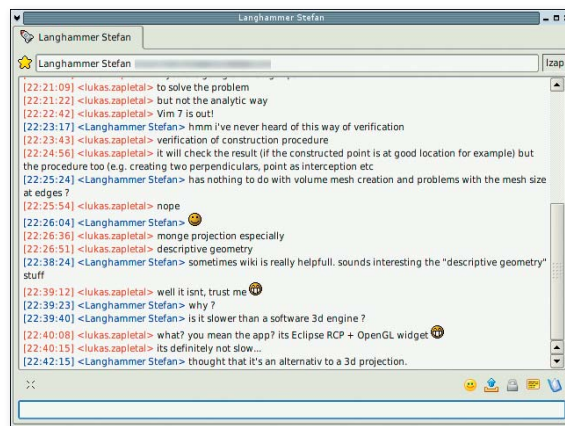 Langhammer Stefan
Langhammer Stefan
Langhammer Stefan
Izap
[22:21:09] <lukas.zapletal> to solve the problem
[22:21:22] <lukas.zapletal> but not the analytic way
[22:22:42] <lukas.zapletal> Vim 7 is out!
[22:23:17] <Langhammer Stefan> hmm i've never heard of this way of verification
[22:23:43] <lukas.zapletal> verification of construction procedure
[22:24:56] <lukas.zapletal> it will check the result (if the constructed point is at good location for example) but
the procedure too (e.g. creating two perpendiculars, point as interception etc
[22:25:24] <Langhammer Stefan> has nothing to do with volume mesh creation and problems with the mesh size
at edges ?
[22:25:54] <lukas.zapletal> nope
[22:26:04] <Langhammer Stefan>
[22:26:36] <lukas.zapletal> monge projection especially
[22:26:51] <lukas.zapletal> descriptive geometry
[22:38:24] <Langhammer Stefan> sometimes wiki is really helpfull. sounds interesting the "descriptive geometry"
stuff
[22:39:12] <lukas.zapletal> well it isnt, trust me
[22:39:23] <Langhammer Stefan> why ?
[22:39:40] <Langhammer Stefan> is it slower than a software 3d engine ?
[22:40:08] <lukas.zapletal> what? you mean the app? its Eclipse RCP + OpenGL widget
[22:40:15] <lukas.zapletal> its definitely not slow...
[22:42:15] <Langhammer Stefan> thought that it's an alternativ to a 3d projection.